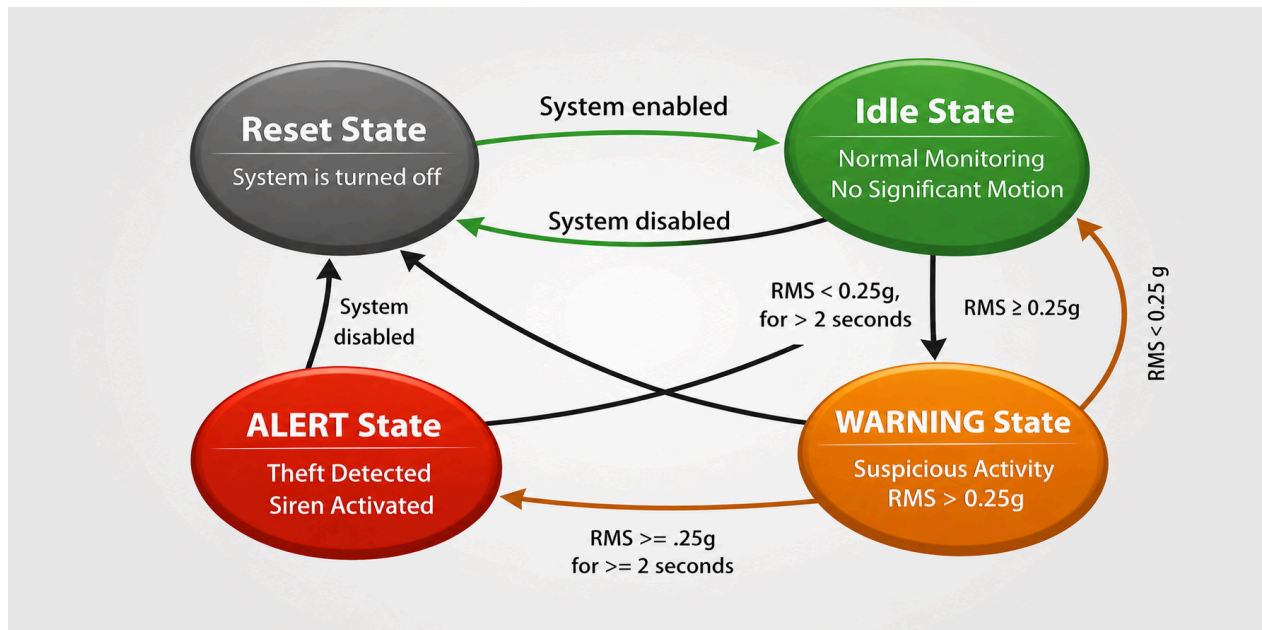 System enabled
Reset State
System is turned off
Idle State
Normal Monitoring
No Significant Motion
System disabled
System
disabled
RMS < 0.25g,
for > 2 seconds
RMS ≥ 0.25g
RMS < 0.25 g
ALERT State
Theft Detected
Siren Activated
WARNING State
Suspicious Activity
RMS > 0.25g
RMS >= .25g
for >= 2 seconds